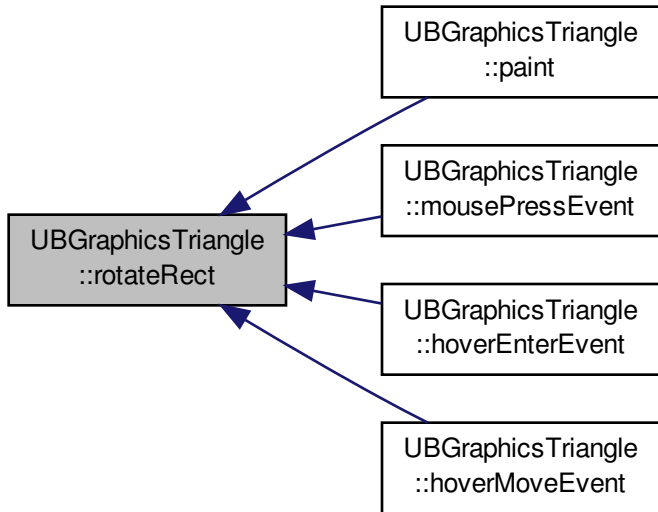 UBGraphicsTriangle
::rotateRect
UBGraphicsTriangle
::paint
UBGraphicsTriangle
::mousePressEvent
UBGraphicsTriangle
::hoverEnterEvent
UBGraphicsTriangle
::hoverMoveEvent